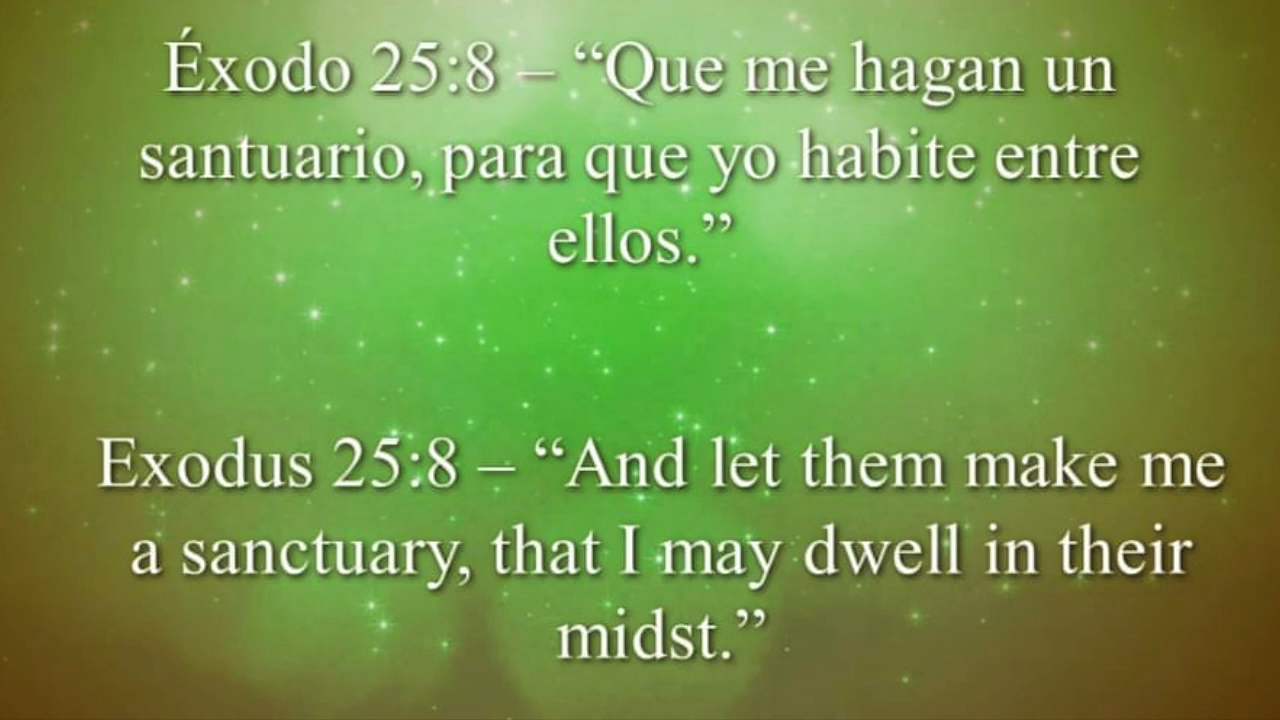 Éxodo 25:8 – “Que me hagan un
santuario, para que yo habite entre
ellos.”
Exodus 25:8 – “And let them make me
a sanctuary, that I may dwell in their
midst.”